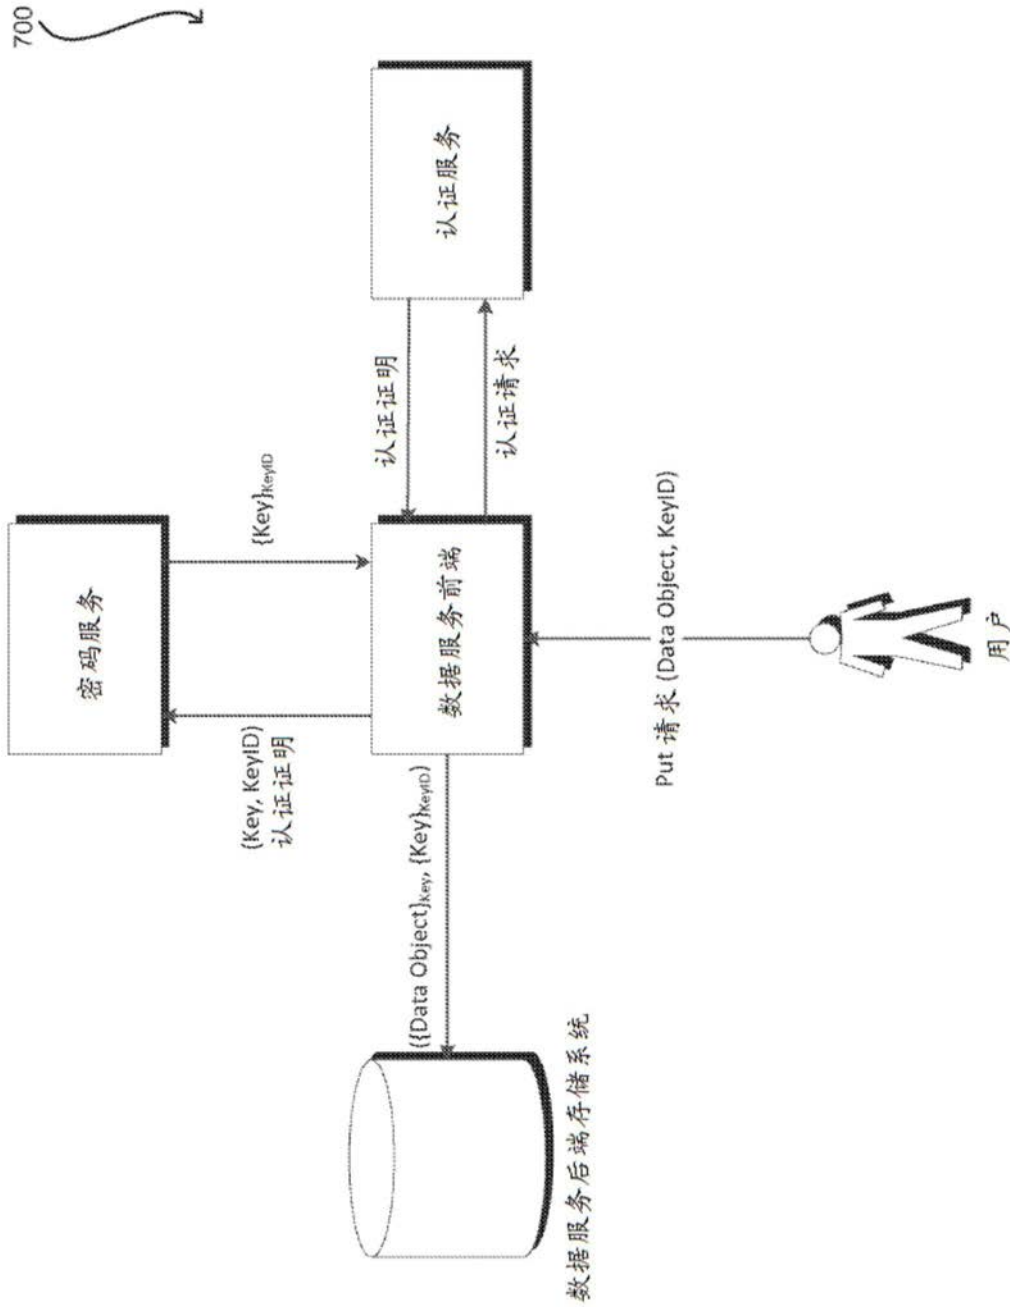 700
密码服务
(Key, KeyID)
认证证明
{Key}KeyID
数据服务前端
认证服务
认证证明
认证请求
({Data Object}Key, {Key}KeyID)
数据服务后端存储系统
Put 请求 (Data Object, KeyID)
用户